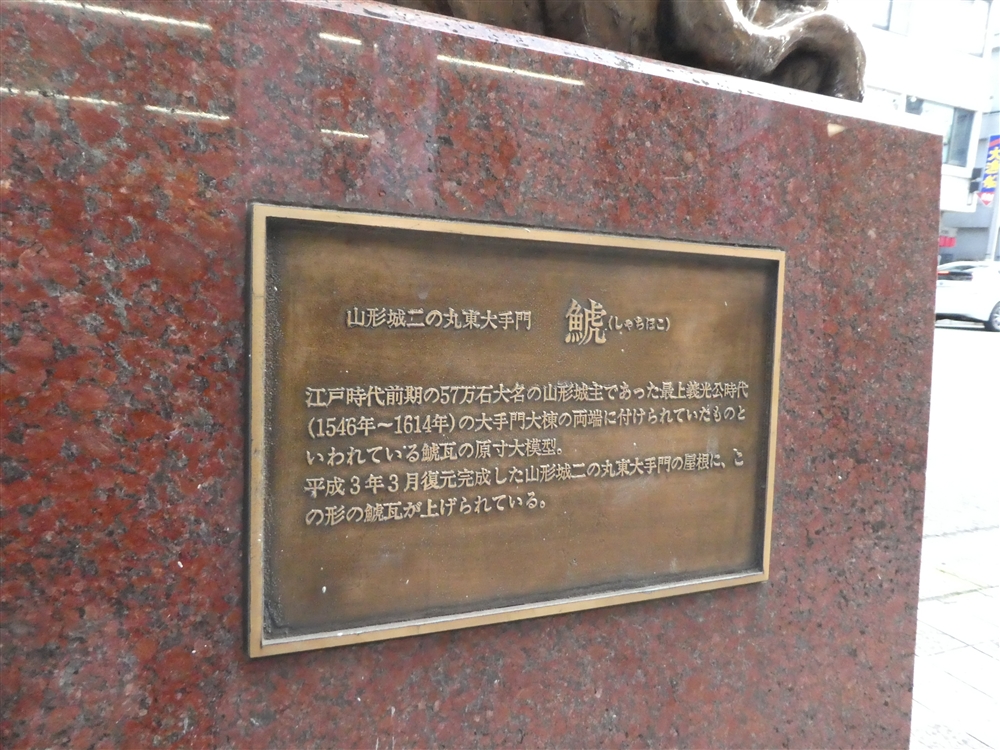 山形城二の丸東大手門　鯱(しゃちほこ)
江戸時代前期の57万石大名の山形城主であった最上義光公時代
(1546年～1614年)の大手門大棟の両端に付けられていたものと
いわれている鯱瓦の原寸大模型。
平成3年3月復元完成した山形城二の丸東大手門の屋根に、こ
の形の鯱瓦が上げられている。